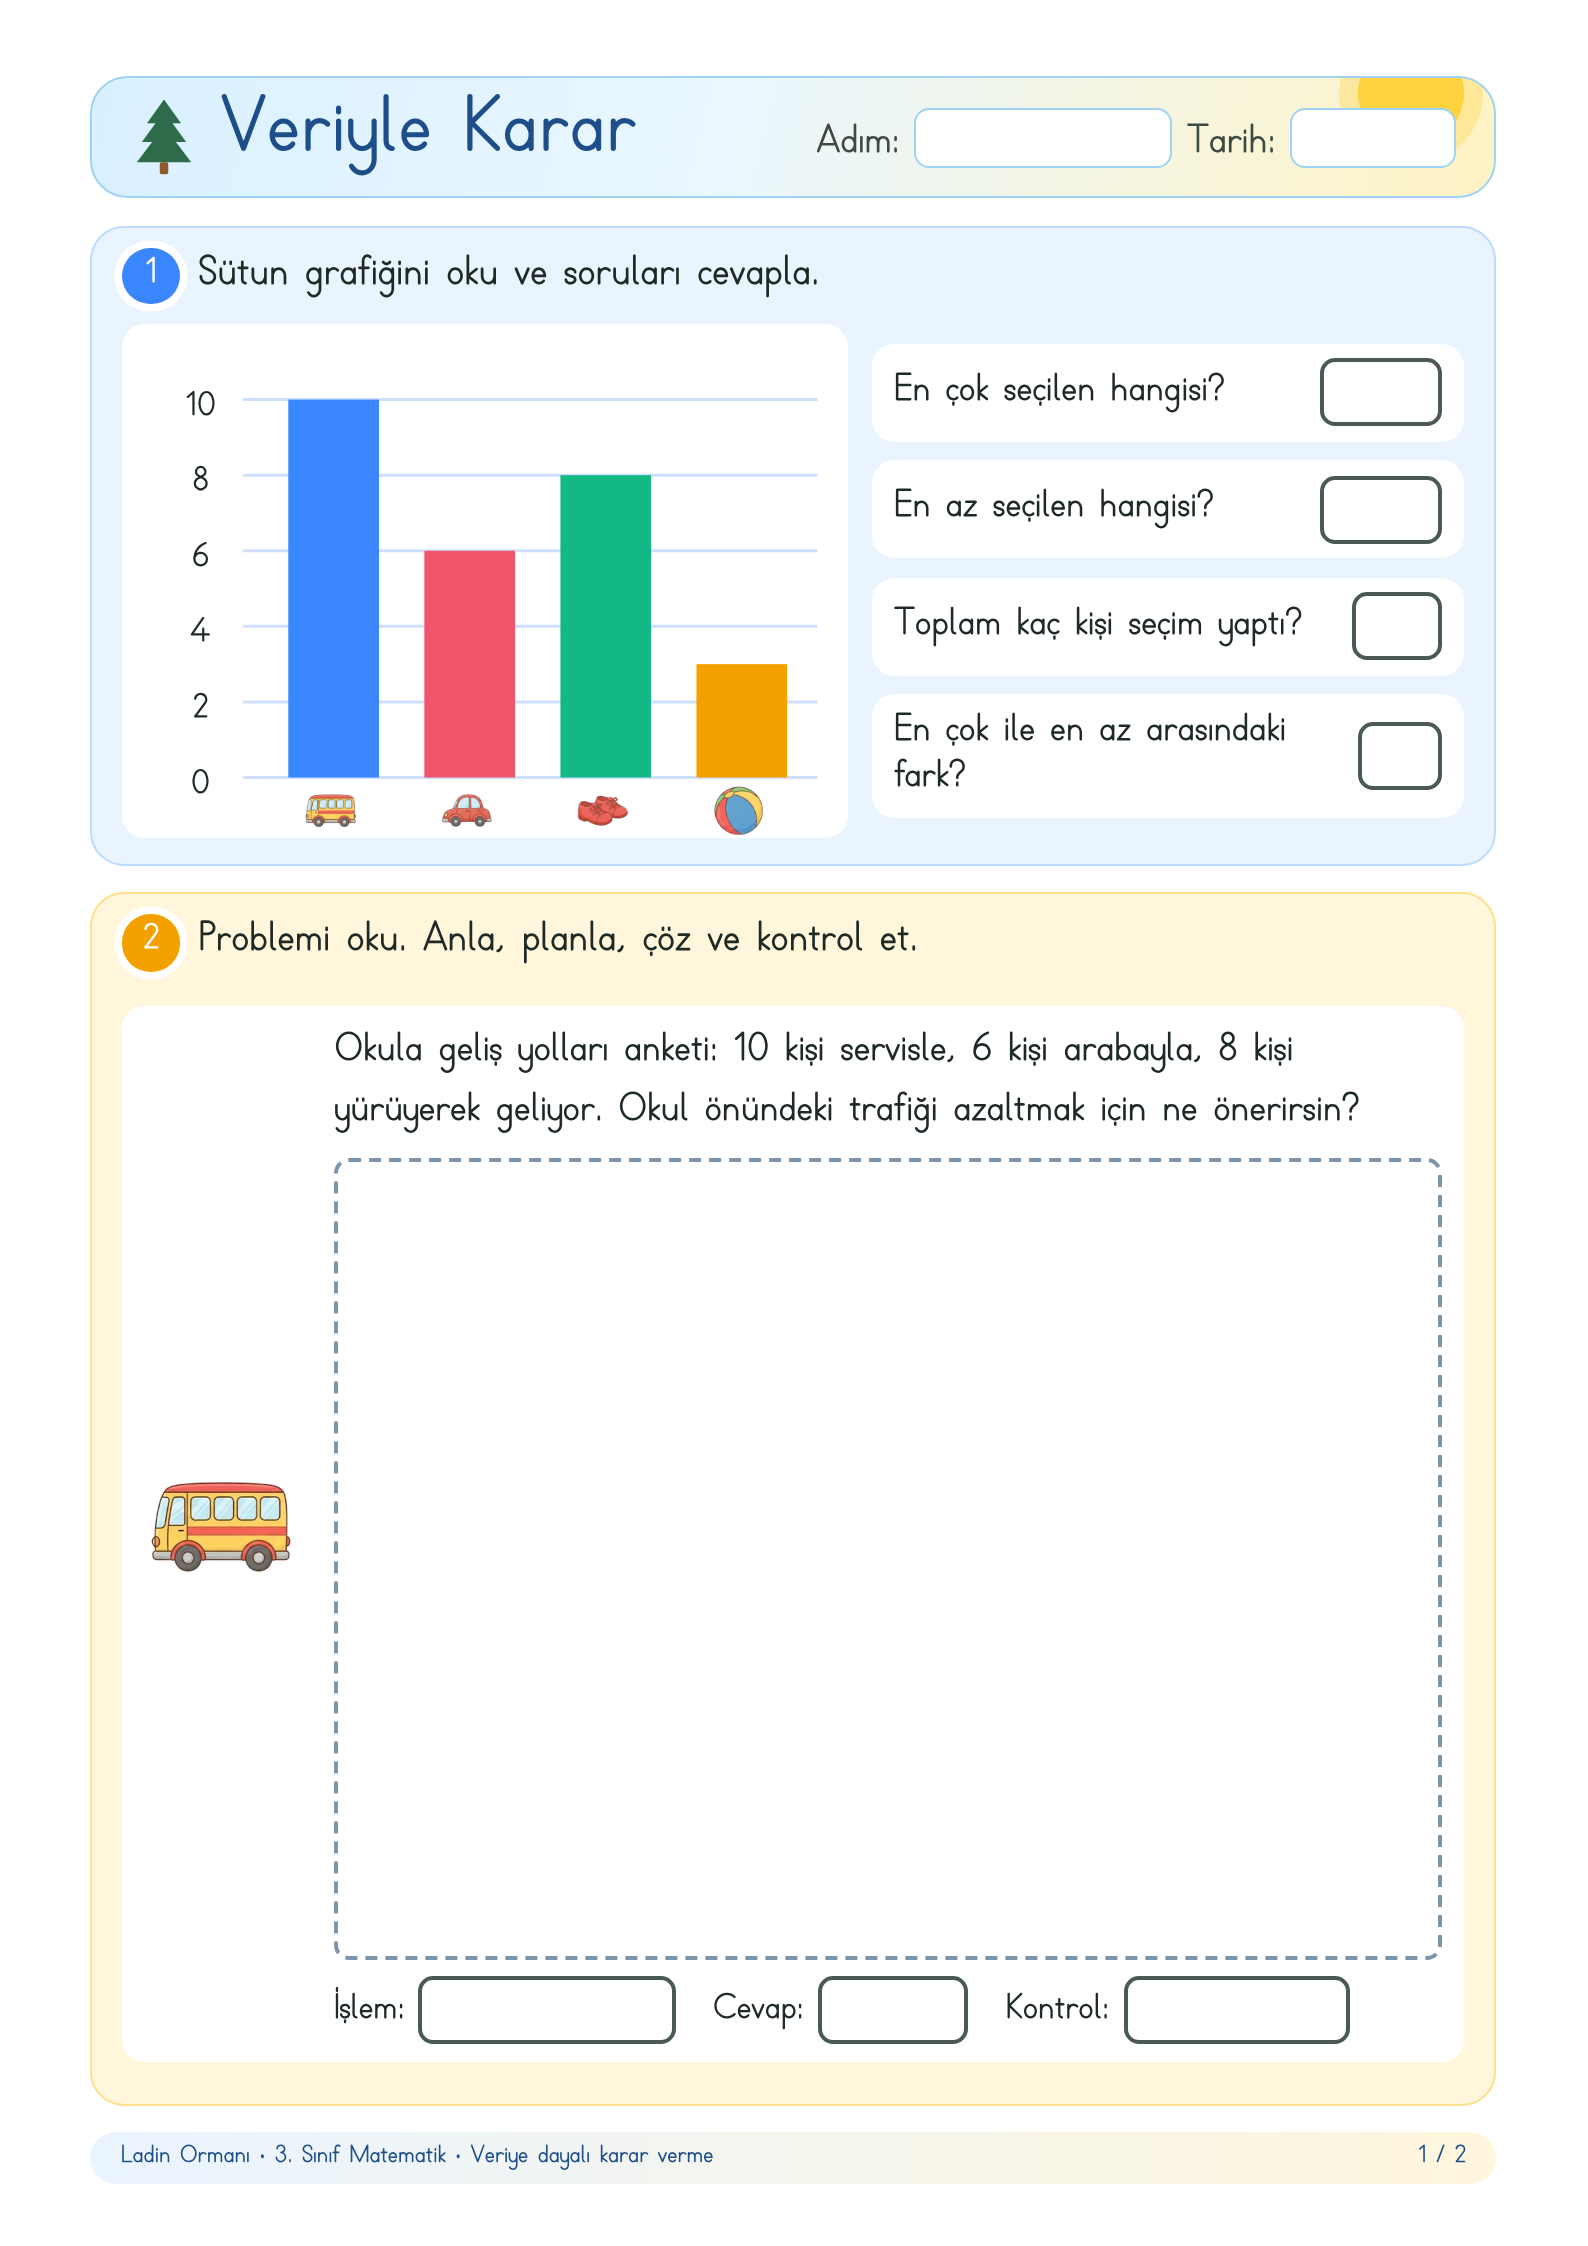 Veriyle Karar
Adım:
Tarih:
1
Sütun grafiğini oku ve soruları cevapla.
10
8
6
4
2
0
En çok seçilen hangisi?
En az seçilen hangisi?
Toplam kaç kişi seçim yaptı?
En çok ile en az arasındaki
fark?
2
Problemi oku. Anla, planla, çöz ve kontrol et.
Okula geliş yolları anketi: 10 kişi servisle, 6 kişi arabayla, 8 kişi
yürüyerek geliyor. Okul önündeki trafiği azaltmak için ne önerirsin?
İşlem:
Cevap:
Kontrol:
Ladin Ormanı • 3. Sınıf Matematik • Veriye dayalı karar verme
1 / 2